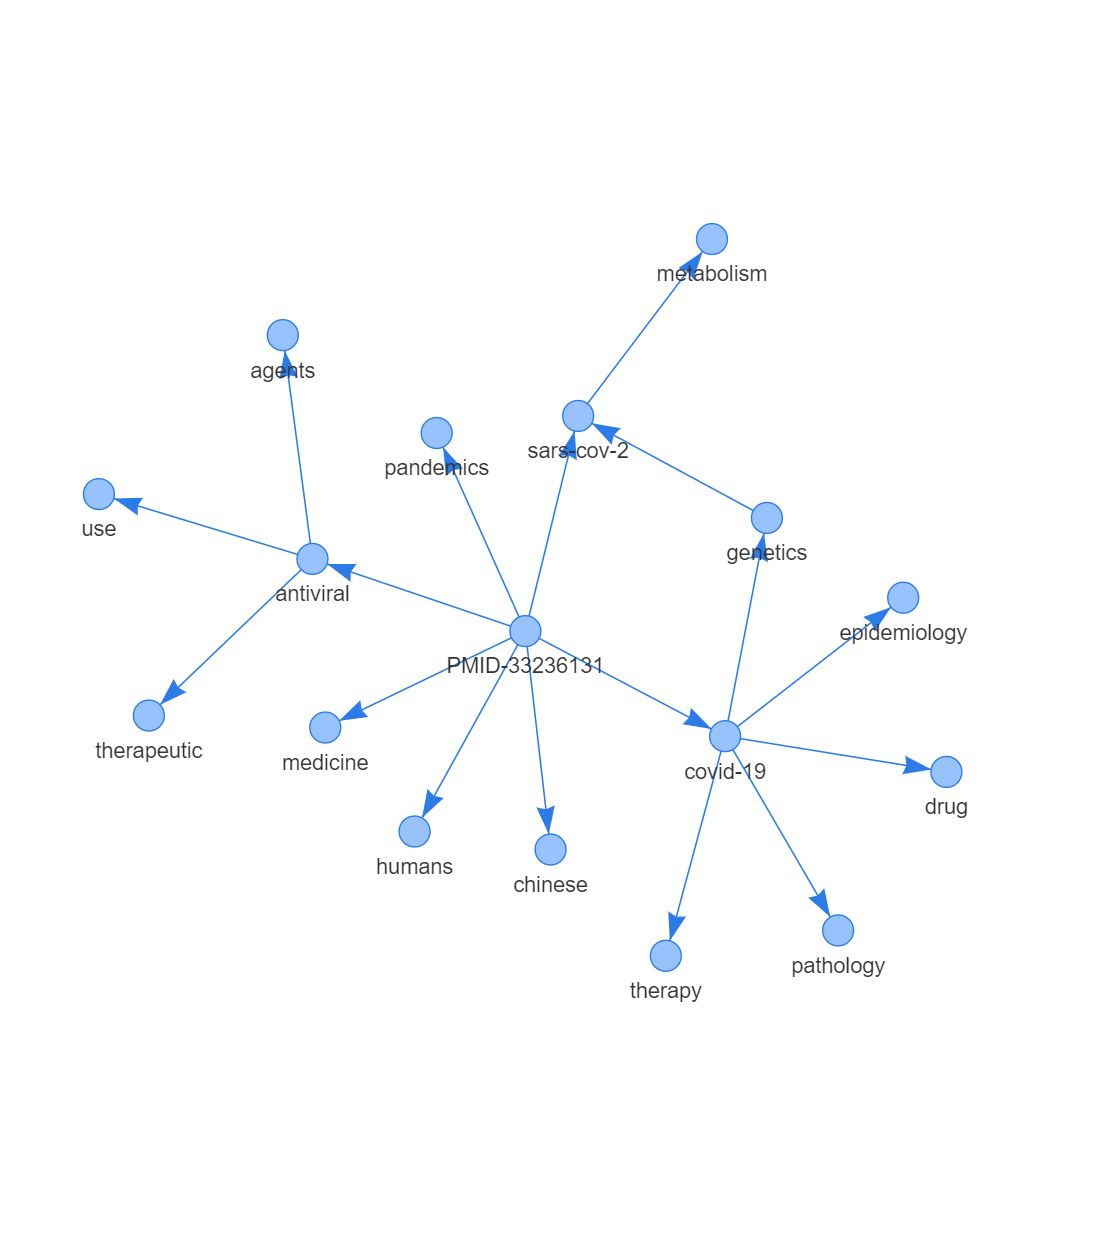 metabolism
agents
sars-cov-2
pandemics
use
genetics
antiviral
epidemiology
PMID-33236131
therapeutic
medicine
covid-19
drug
humans
chinese
pathology
therapy